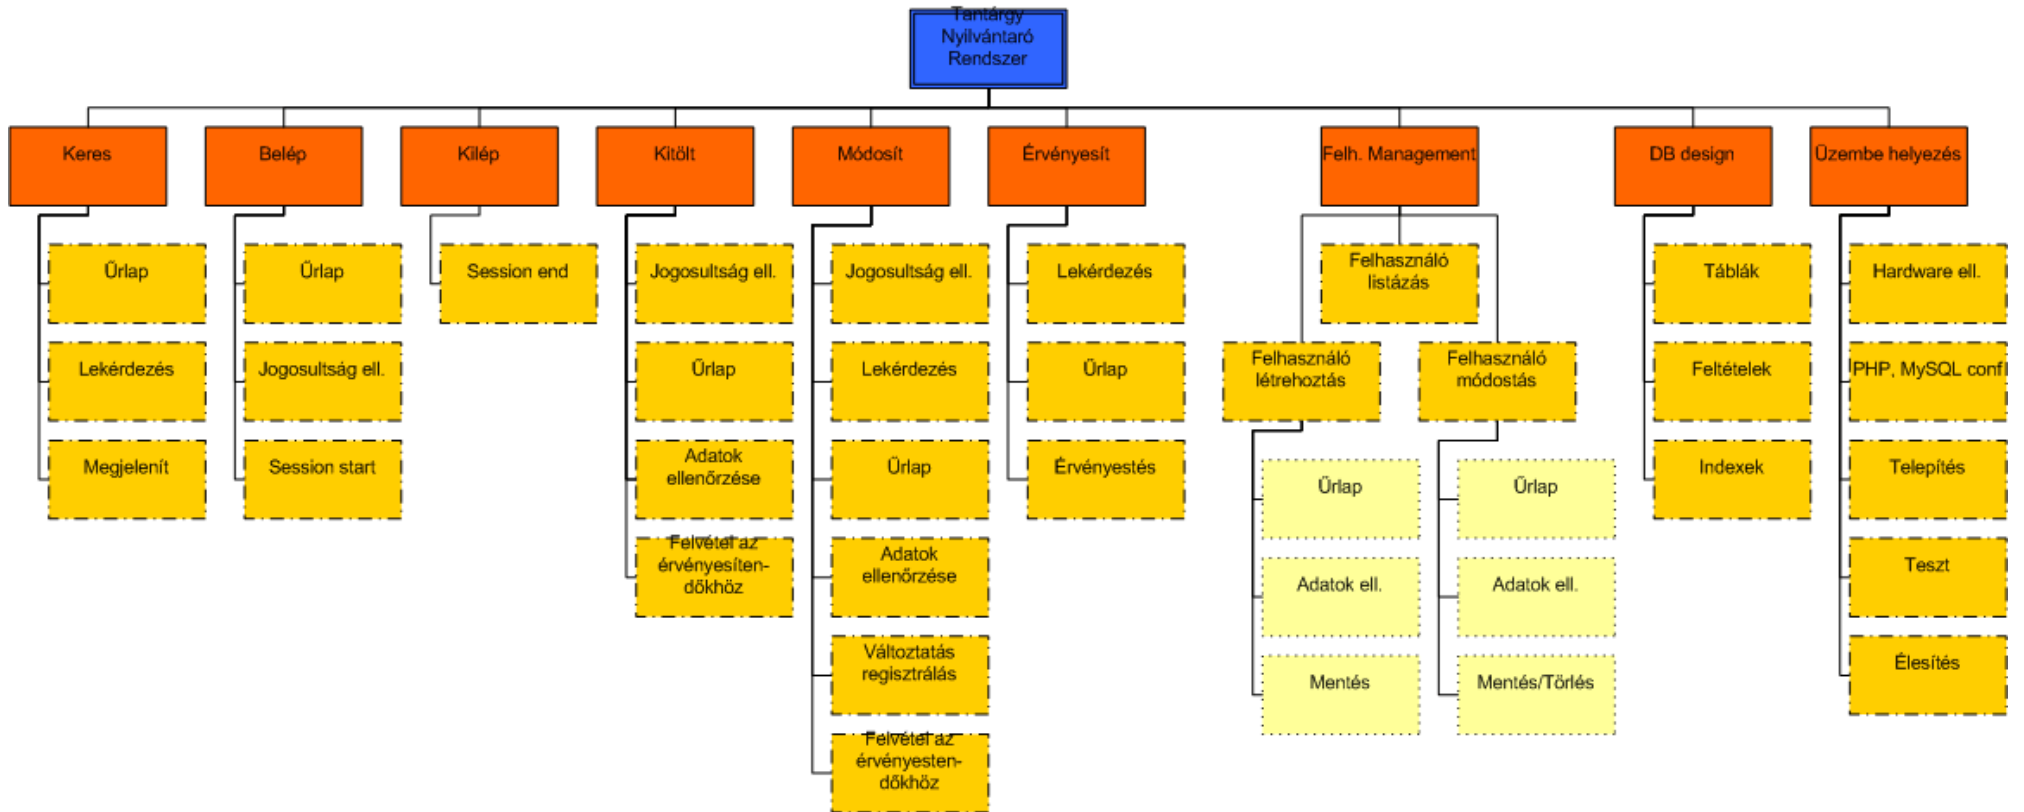 Tantárgy
Nyilvántaró
Rendszer
Keres
Belép
Kilép
Kitölt
Módosít
Érvényesít
Felh. Management
DB design
Üzembe helyezés
Űrlap
Lekérdezés
Megjelenít
Űrlap
Jogosultság ell.
Session start
Session end
Jogosultság ell.
Űrlap
Adatok
ellenőrzése
Felvétel az
érvényesíten-
dőkhöz
Jogosultság ell.
Lekérdezés
Űrlap
Adatok
ellenőrzése
Változtatás
regisztrálás
Felvétel az
érvényesten-
dőkhöz
Lekérdezés
Űrlap
Érvényestés
Felhasználó
listázás
Felhasználó
létrehoztás
Űrlap
Adatok ell.
Mentés
Felhasználó
módostás
Űrlap
Adatok ell.
Mentés/Törlés
Táblák
Feltételek
Indexek
Hardware ell.
PHP, MySQL conf
Telepítés
Teszt
Élesítés